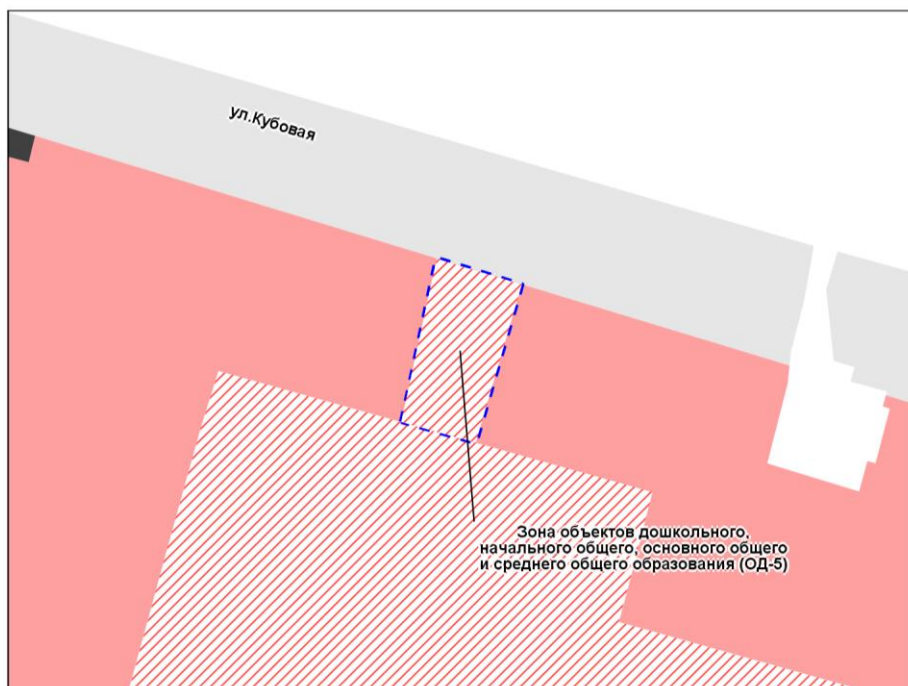 ул.Кубовая
Зона объектов дошкольного,
начального общего, основного общего
и среднего общего образования (ОД-5)